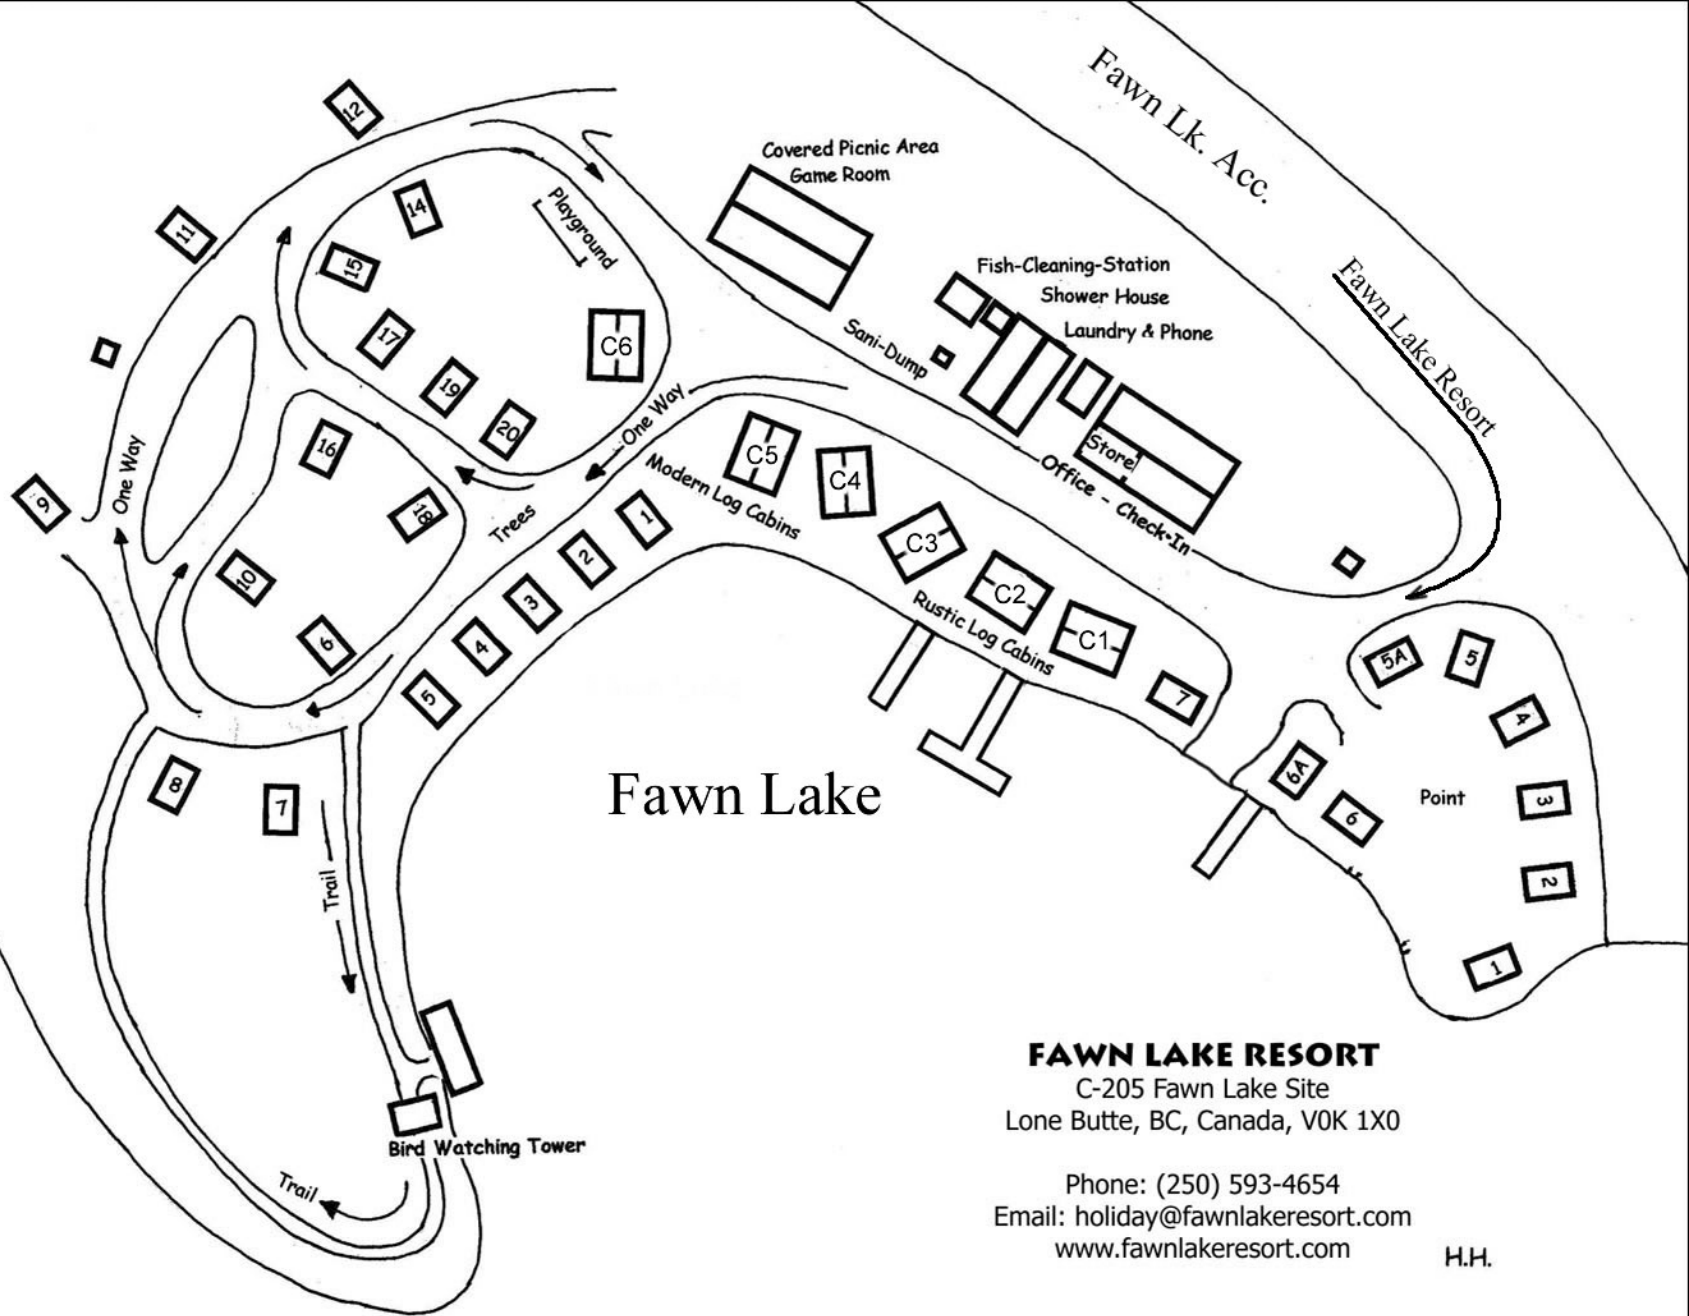 Fawn Lk. Acc.
12
Covered Picnic Area
Game Room
14
Playground
11
15
Fish-Cleaning-Station
Shower House
Laundry & Phone
Fawn Lake Resort
17
C6
Sani-Dump
19
20
One Way
16
C5
Store
Modern Log Cabins
C4
Office - Check-In
One Way
9
18
Trees
1
2
C3
10
3
C2
Rustic Log Cabins
C1
6
4
5
7
5A
5
4
8
7
Fawn Lake
6A
6
Point
3
2
Trail
1
FAWN LAKE RESORT
C-205 Fawn Lake Site
Lone Butte, BC, Canada, V0K 1X0
Bird Watching Tower
Trail
Phone: (250) 593-4654
Email: holiday@fawnlakeresort.com
www.fawnlakeresort.com
H.H.